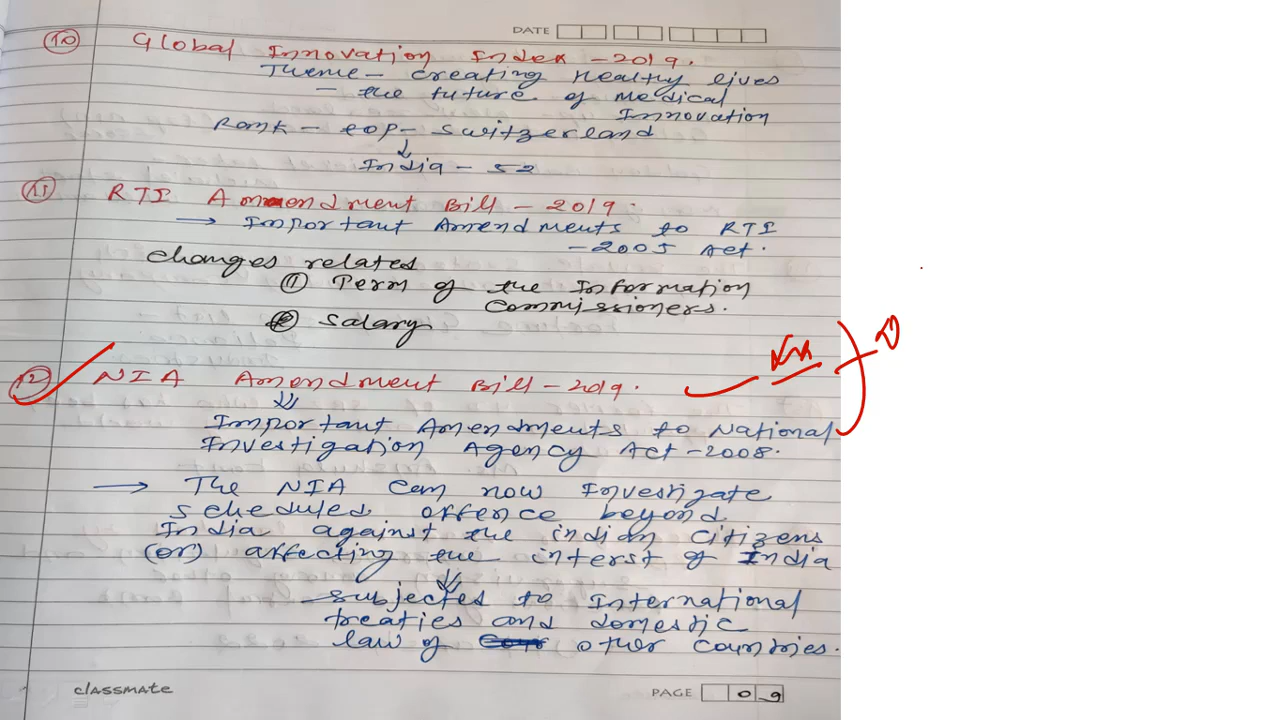 DATE
10 Global Innovation Index - 2019.
Theme - Creating Healthy lives
- the future of Medical
Innovation
Rank - top - Switzerland
India - 52
11 RTI Amendment Bill - 2019.
→ Important Amendments to RTI
- 2005 Act.
Changes related
① Term of the Information
Commissioners.
② Salary
12 NIA Amendment Bill - 2019.
Important Amendments to National
Investigation Agency Act - 2008.
→ The NIA can now Investigate
scheduled offence beyond
India against the indian citizens
(or) affecting the interst of India
subjected to International
treaties and domestic
law of other countries.
classmate
PAGE 09